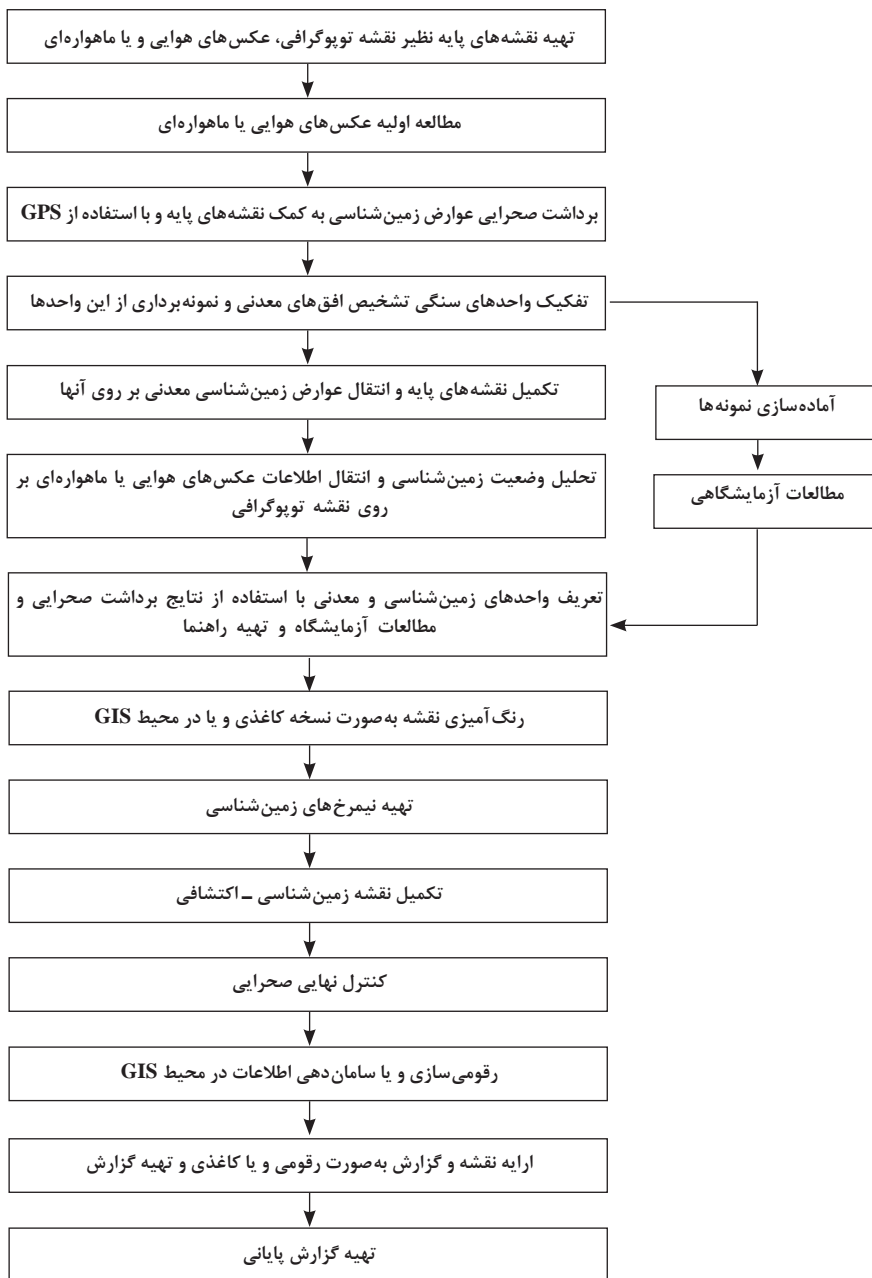 تهیه نقشه‌های پایه نظیر نقشه توپوگرافی، عکس‌های هوایی و یا ماهواره‌ای
مطالعه اولیه عکس‌های هوایی یا ماهواره‌ای
برداشت صحرایی عوارض زمین‌شناسی به کمک نقشه‌های پایه و با استفاده از GPS
تفکیک واحدهای سنگی تشخیص افق‌های معدنی و نمونه‌برداری از این واحدها
تکمیل نقشه‌های پایه و انتقال عوارض زمین‌شناسی معدنی بر روی آنها
آماده‌سازی نمونه‌ها
تحلیل وضعیت زمین‌شناسی و انتقال اطلاعات عکس‌های هوایی یا ماهواره‌ای بر
روی نقشه توپوگرافی
مطالعات آزمایشگاهی
تعریف واحدهای زمین‌شناسی و معدنی با استفاده از نتایج برداشت صحرایی و
مطالعات آزمایشگاه و تهیه راهنما
رنگ‌آمیزی نقشه به‌صورت نسخه کاغذی و یا در محیط GIS
تهیه نیمرخ‌های زمین‌شناسی
تکمیل نقشه زمین‌شناسی ــ اکتشافی
کنترل نهایی صحرایی
رقومی‌سازی و یا سامان‌دهی اطلاعات در محیط GIS
ارایه نقشه و گزارش به‌صورت رقومی و یا کاغذی و تهیه گزارش
تهیه گزارش پایانی